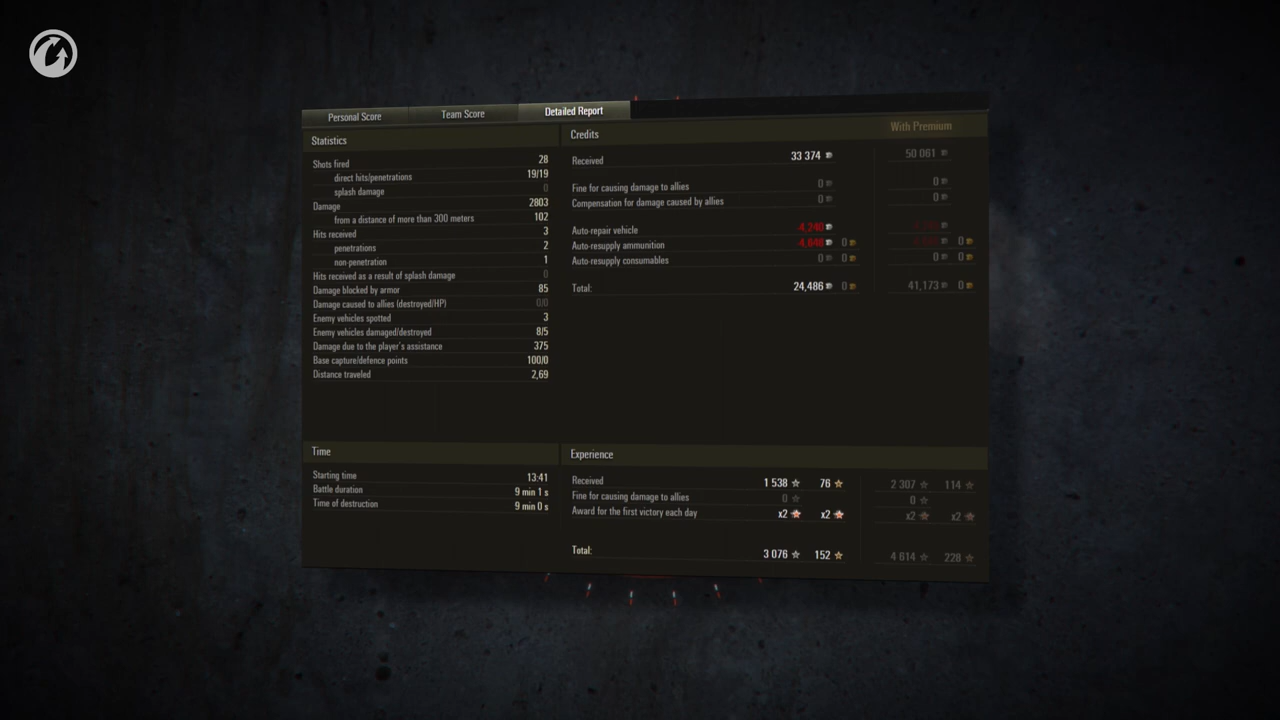 Personal Score Team Score Detailed Report
Statistics
Shots fired 28
direct hits/penetrations 19/19
splash damage 0
Damage 2803
from a distance of more than 300 meters 102
Hits received 3
penetrations 2
non-penetration 1
Hits received as a result of splash damage 0
Damage blocked by armor 85
Damage caused to allies (destroyed/HP) 0/0
Enemy vehicles spotted 3
Enemy vehicles damaged/destroyed 8/5
Damage due to the player's assistance 375
Base capture/defence points 100/0
Distance traveled 2,69
Credits With Premium
Received 33 374 50 061
Fine for causing damage to allies 0 0
Compensation for damage caused by allies 0 0
Auto-repair vehicle 4,240
Auto-resupply ammunition 4,648 0 0
Auto-resupply consumables 0 0 0 0
Total: 24,486 0 41,173 0
Time
Starting time 13:41
Battle duration 9 min 1 s
Time of destruction 9 min 0 s
Experience
Received 1 538 76 2 307 114
Fine for causing damage to allies 0 0
Award for the first victory each day x2 x2 x2 x2
Total: 3 076 152 4 614 228